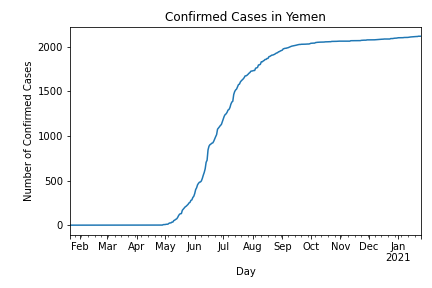 Confirmed Cases in Yemen
Number of Confirmed Cases
2000
1500
1000
500
0
Feb Mar Apr May Jun Jul Aug Sep Oct Nov Dec Jan
2021
Day